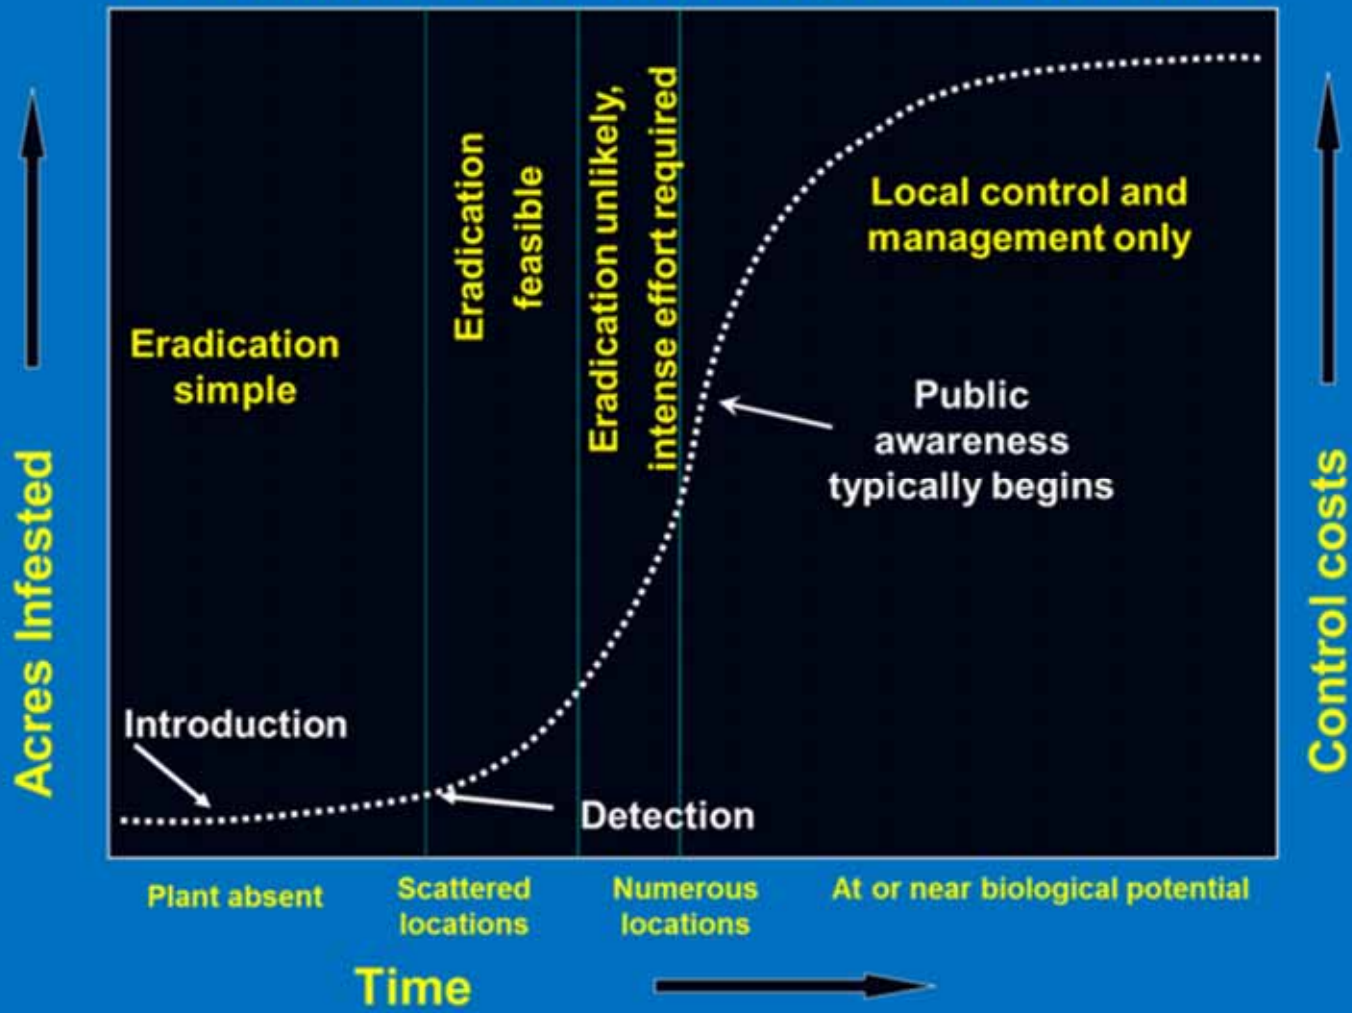 Acres Infested
Control costs
Eradication
simple
Eradication
feasible
Eradication unlikely,
intense effort required
Local control and
management only
Public
awareness
typically begins
Introduction
Detection
Plant absent
Scattered
locations
Numerous
locations
At or near biological potential
Time